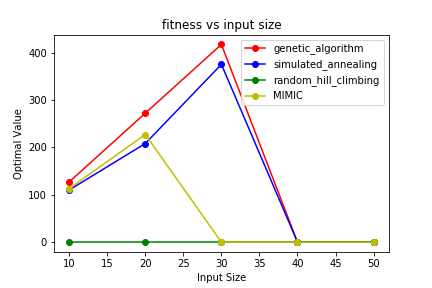 fitness vs input size
genetic_algorithm
simulated_annealing
random_hill_climbing
MIMIC
Optimal Value
400
300
200
100
0
10 15 20 25 30 35 40 45 50
Input Size